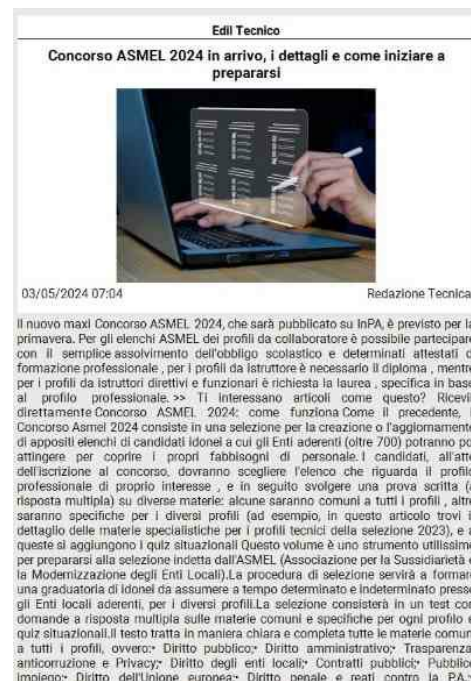 Edil Tecnico
Concorso ASMEL 2024 in arrivo, i dettagli e come iniziare a
prepararsi
03/05/2024 07:04
Redazione Tecnica
Il nuovo maxi Concorso ASMEL 2024, che sarà pubblicato su InPA, è previsto per la
primavera. Per gli elenchi ASMEL dei profili da collaboratore è possibile partecipare
con il semplice assolvimento dell'obbligo scolastico e determinati attestati di
formazione professionale , per i profili da istruttore è necessario il diploma , mentre
per i profili da istruttori direttivi e funzionari è richiesta la laurea , specifica in base
al profilo professionale. >> Ti interessano articoli come questo? Ricevili
direttamente Concorso ASMEL 2024: come funziona Come il precedente, il
Concorso Asmel 2024 consiste in una selezione per la creazione o l'aggiornamento
di appositi elenchi di candidati idonei a cui gli Enti aderenti (oltre 700) potranno poi
attingere per coprire i propri fabbisogni di personale. I candidati, all'atto
dell'iscrizione al concorso, dovranno scegliere l'elenco che riguarda il profilo
professionale di proprio interesse , e in seguito svolgere una prova scritta (a
risposta multipla) su diverse materie: alcune saranno comuni a tutti i profili , altre
saranno specifiche per i diversi profili (ad esempio, in questo articolo trovi il
dettaglio delle materie specialistiche per i profili tecnici della selezione 2023), e a
queste si aggiungono i quiz situazionali Questo volume è uno strumento utilissimo
per prepararsi alla selezione indetta dall'ASMEL (Associazione per la Sussidiarietà e
la Modernizzazione degli Enti Locali).La procedura di selezione servirà a formare
una graduatoria di idonei da assumere a tempo determinato e indeterminato presso
gli Enti locali aderenti, per i diversi profili.La selezione consisterà in un test con
domande a risposta multipla sulle materie comuni e specifiche per ogni profilo e
quiz situazionali.Il testo tratta in maniera chiara e completa tutte le materie comuni
a tutti i profili, ovvero:• Diritto pubblico;• Diritto amministrativo;• Trasparenza,
anticorruzione e Privacy;• Diritto degli enti locali;• Contratti pubblici;• Pubblico
impiego;• Diritto dell'Unione europea;• Diritto penale e reati contro la P.A.;•